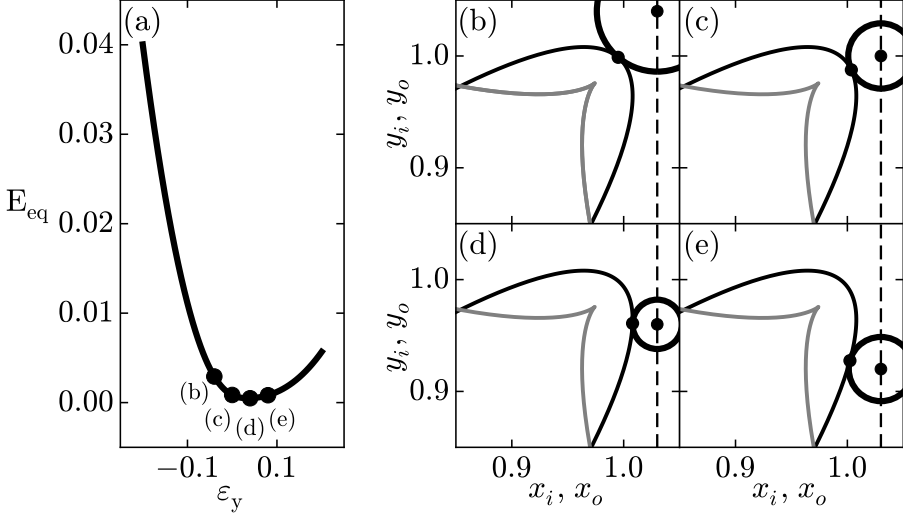 (a)
0.04
0.03
0.02
0.01
0.00
E_eq
(b)
(c)
(d)
(e)
−0.1
0.1
ε_y
(b)
1.0
0.9
y_i, y_o
(c)
(d)
1.0
0.9
y_i, y_o
0.9
1.0
x_i, x_o
(e)
0.9
1.0
x_i, x_o